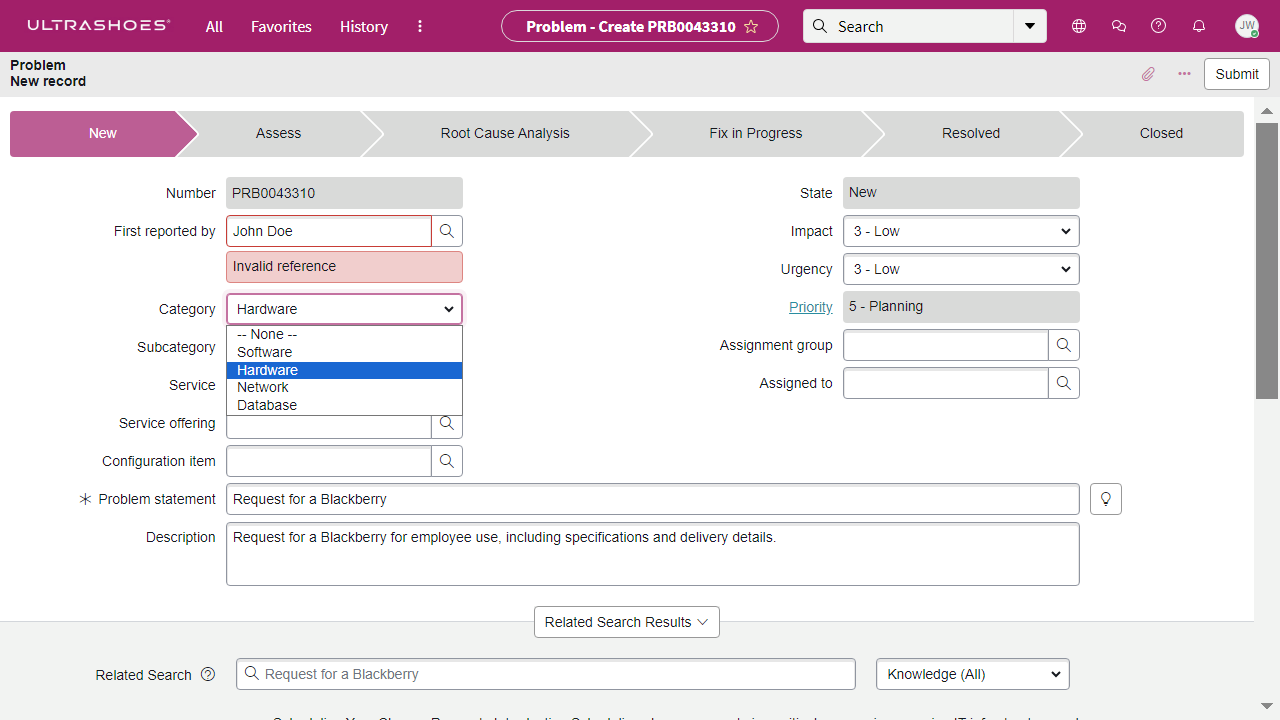 ULTRASHOES
All
Favorites
History
Problem - Create PRB0043310
Search
JW
Problem
New record
Submit
New
Assess
Root Cause Analysis
Fix in Progress
Resolved
Closed
Number
PRB0043310
State
New
First reported by
John Doe
Impact
3 - Low
Invalid reference
Urgency
3 - Low
Category
Hardware
Priority
5 - Planning
-- None --
Software
Hardware
Network
Database
Subcategory
Assignment group
Service
Assigned to
Service offering
Configuration item
Problem statement
Request for a Blackberry
Description
Request for a Blackberry for employee use, including specifications and delivery details.
Related Search Results
Related Search
Request for a Blackberry
Knowledge (All)